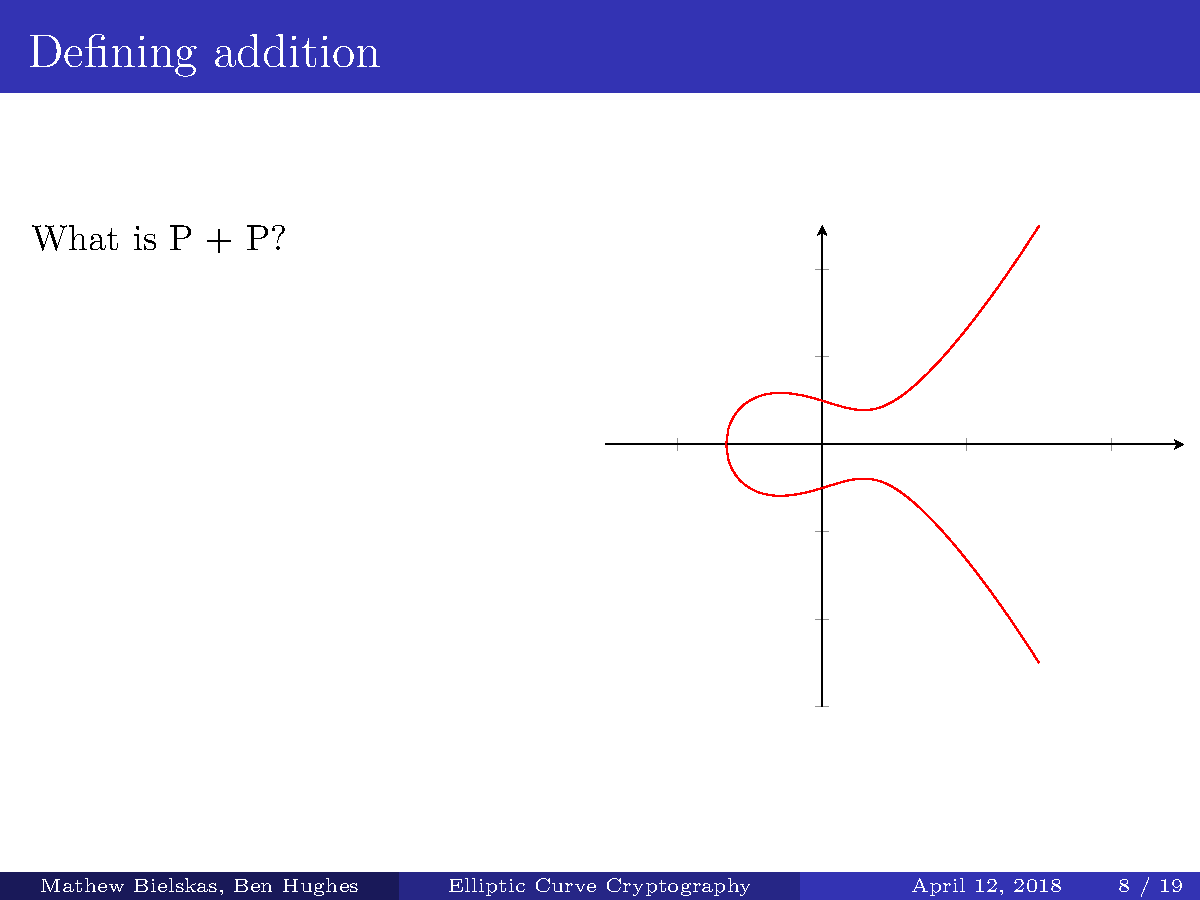 Defining addition
What is P + P?
Mathew Bielskas, Ben Hughes
Elliptic Curve Cryptography
April 12, 2018
8 / 19